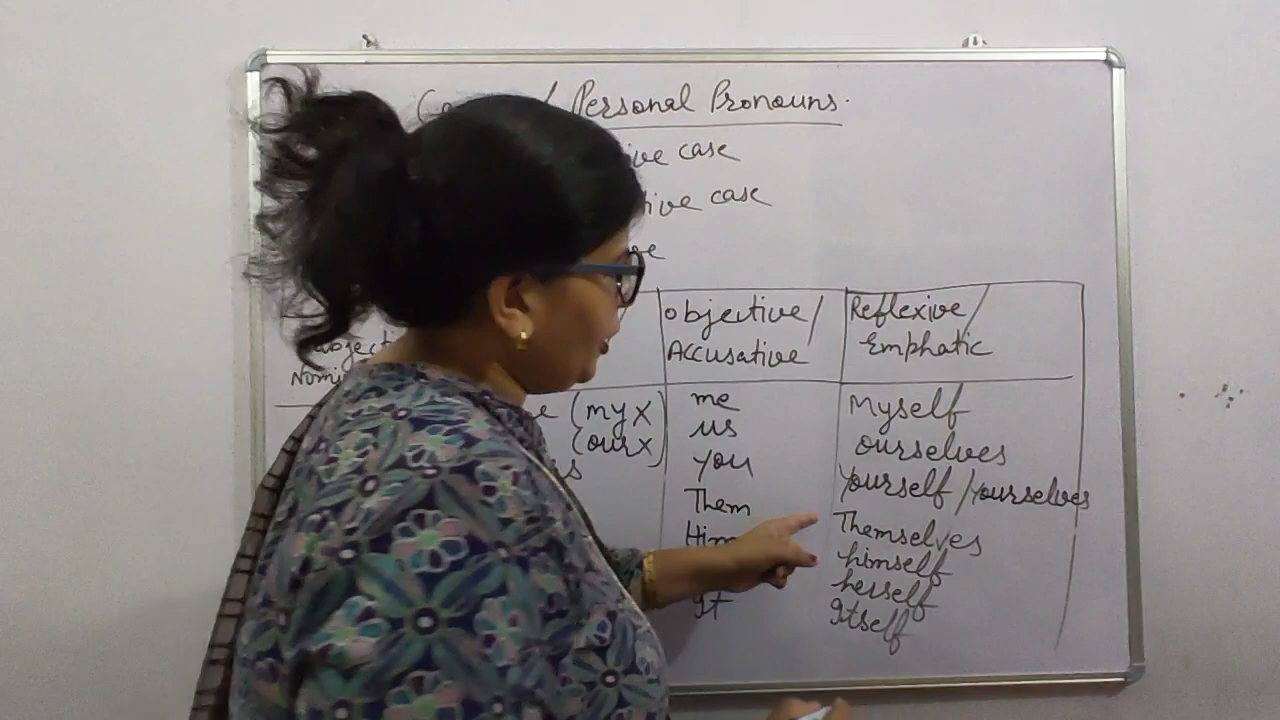 / Personal Pronouns.
ive case
tive case
Objective/
Accusative
Reflexive/
Emphatic
(my x)
(our x)
me
us
you
Them
Him
It
Myself
ourselves
Yourself/Yourselves
Themselves
himself
herself
Itself